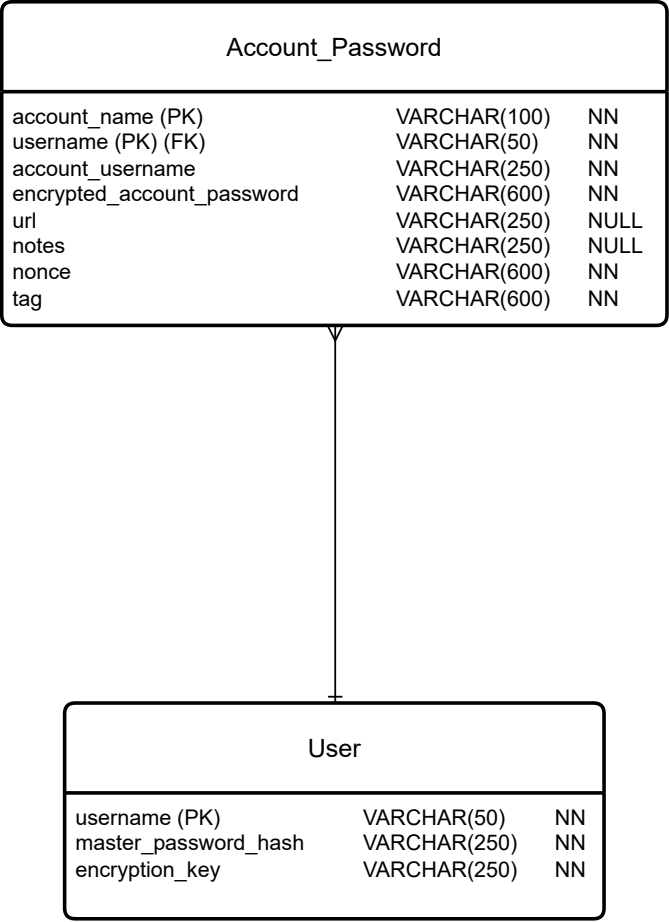 Account_Password
account_name (PK) VARCHAR(100) NN
username (PK) (FK) VARCHAR(50) NN
account_username VARCHAR(250) NN
encrypted_account_password VARCHAR(600) NN
url VARCHAR(250) NULL
notes VARCHAR(250) NULL
nonce VARCHAR(600) NN
tag VARCHAR(600) NN
User
username (PK) VARCHAR(50) NN
master_password_hash VARCHAR(250) NN
encryption_key VARCHAR(250) NN